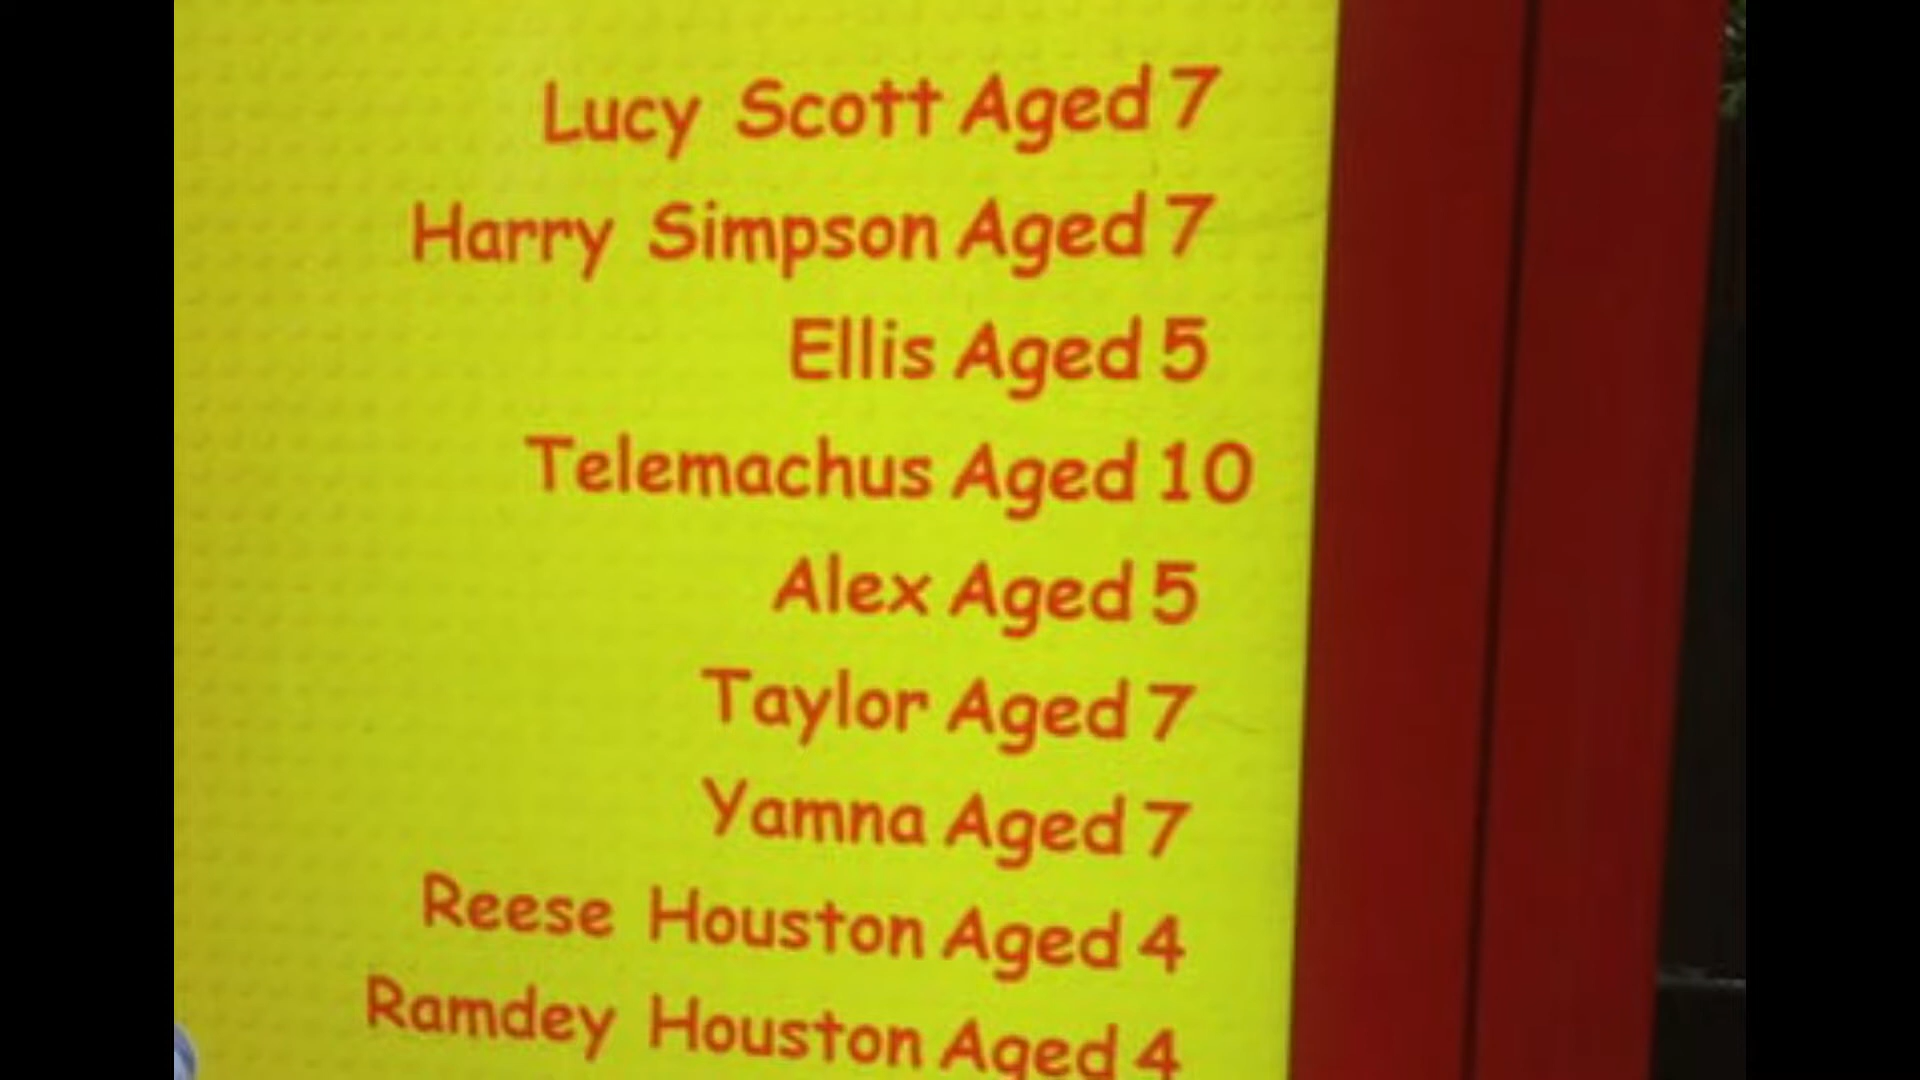 Lucy Scott Aged 7
Harry Simpson Aged 7
Ellis Aged 5
Telemachus Aged 10
Alex Aged 5
Taylor Aged 7
Yamna Aged 7
Reese Houston Aged 4
Ramdey Houston Aged 4